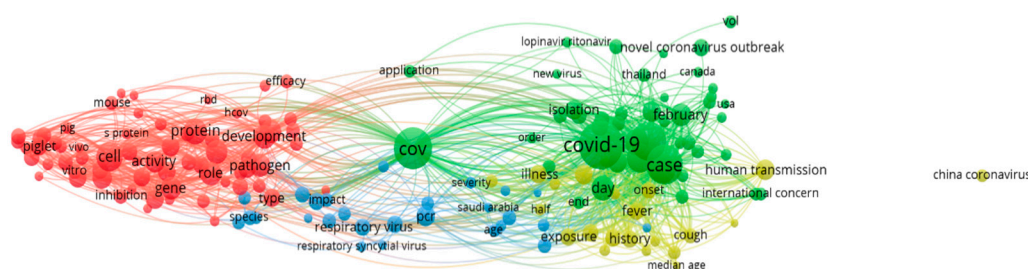 vol
lopinavir ritonavir
novel coronavirus outbreak
application
new virus
thailand
canada
efficacy
mouse
rbd
hcov
isolation
february
usa
pig
s protein
protein
development
order
piglet
vivo
cov
covid-19
cell
activity
vitro
role
pathogen
case
human transmission
illness
china coronavirus
inhibition
gene
type
impact
severity
day
onset
international concern
species
saudi arabia
half
end
fever
pcr
respiratory virus
age
exposure
history
cough
respiratory syncytial virus
median age